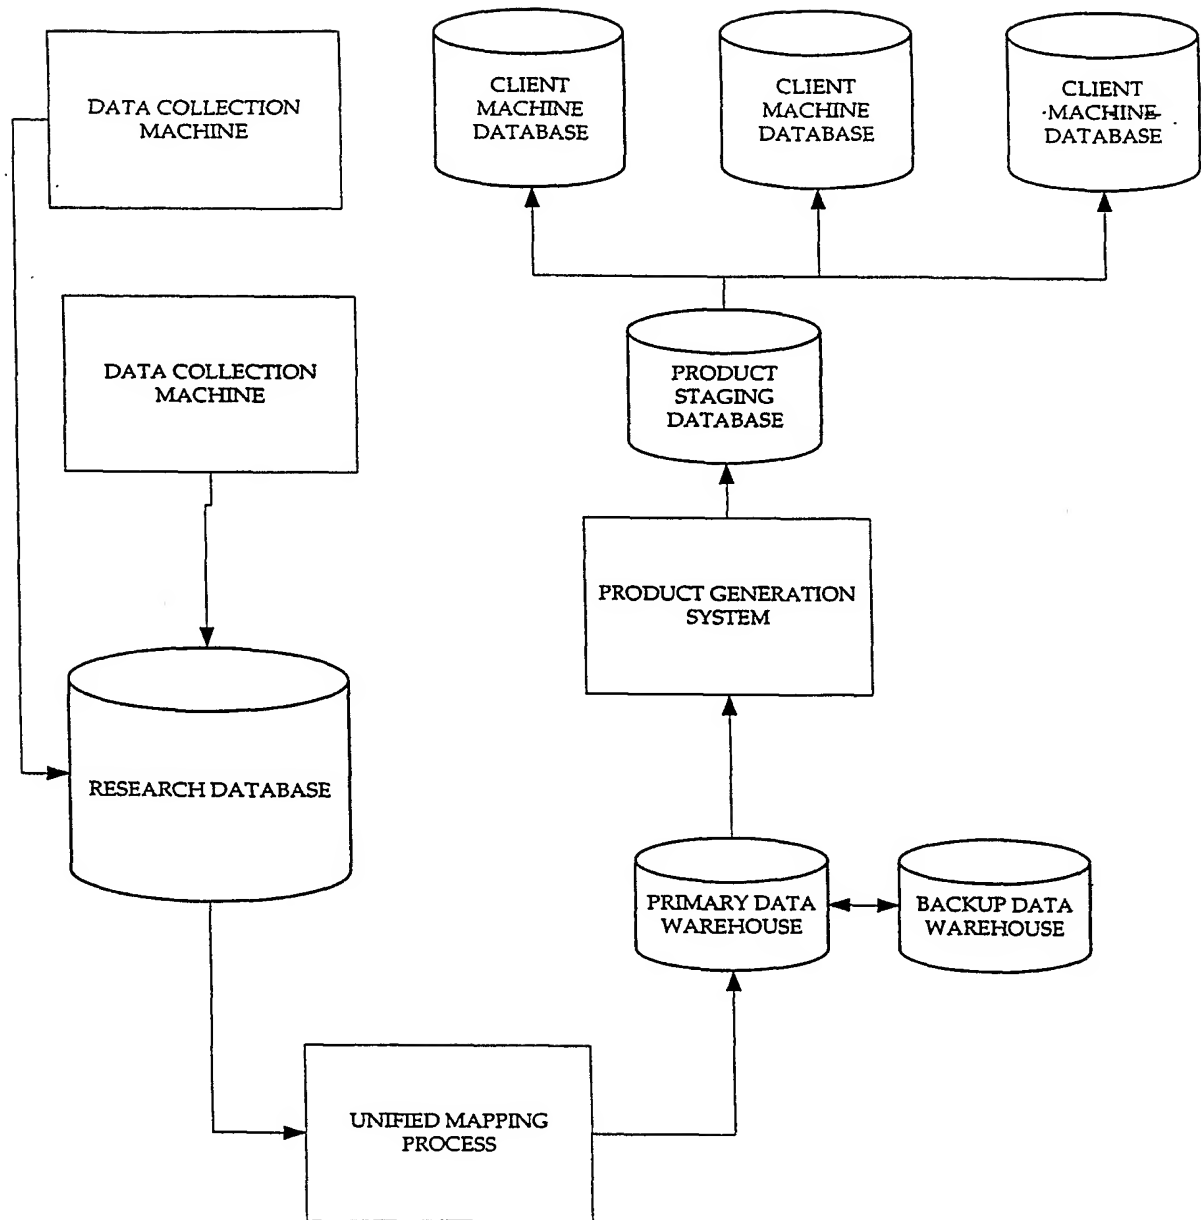 DATA COLLECTION
MACHINE
CLIENT
MACHINE
DATABASE
CLIENT
MACHINE
DATABASE
CLIENT
MACHINE
DATABASE
DATA COLLECTION
MACHINE
PRODUCT
STAGING
DATABASE
PRODUCT GENERATION
SYSTEM
RESEARCH DATABASE
PRIMARY DATA
WAREHOUSE
BACKUP DATA
WAREHOUSE
UNIFIED MAPPING
PROCESS